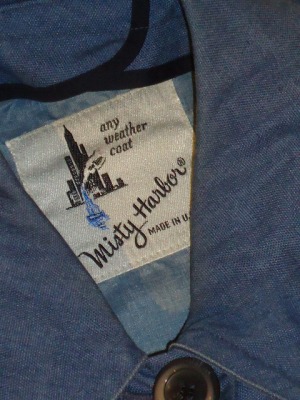 any
weather
coat
Misty Harbor®
MADE IN U.